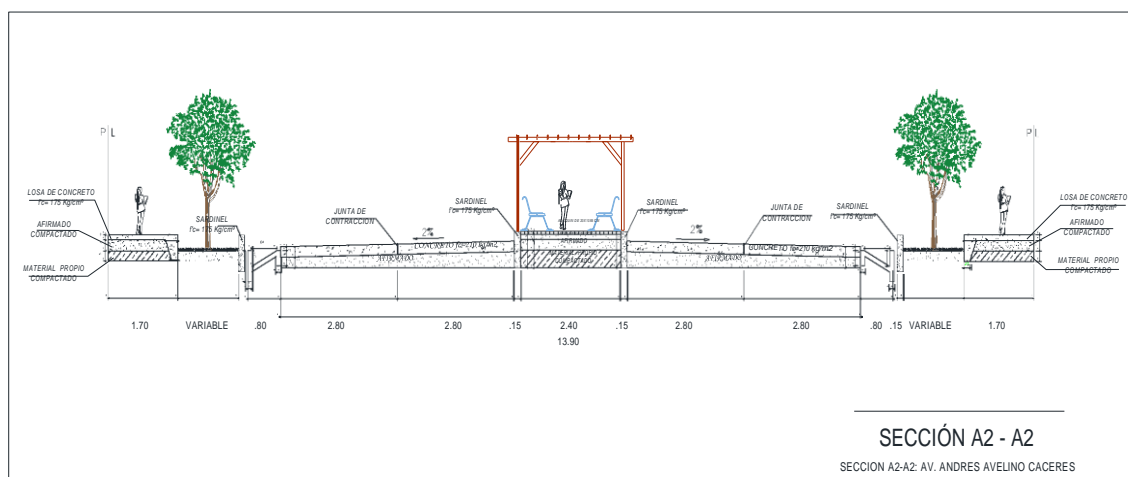 P L
P L
LOSA DE CONCRETO
f'c= 175 Kg/cm²
AFIRMADO
COMPACTADO
MATERIAL PROPIO
COMPACTADO
SARDINEL
f'c= 175 Kg/cm²
JUNTA DE
CONTRACCION
2%
SARDINEL
f'c= 175 Kg/cm²
AFIRMADO
COMPACTADO
SARDINEL
f'c= 175 Kg/cm²
2%
JUNTA DE
CONTRACCION
CONCRETO f'c=210 kg/cm2
SARDINEL
f'c= 175 Kg/cm²
LOSA DE CONCRETO
f'c= 175 Kg/cm²
AFIRMADO
COMPACTADO
MATERIAL PROPIO
COMPACTADO
1.70 VARIABLE .80 2.80 2.80 .15 2.40 .15 2.80 2.80 .80 .15 VARIABLE 1.70
13.90
SECCIÓN A2 - A2
SECCION A2-A2: AV. ANDRES AVELINO CACERES